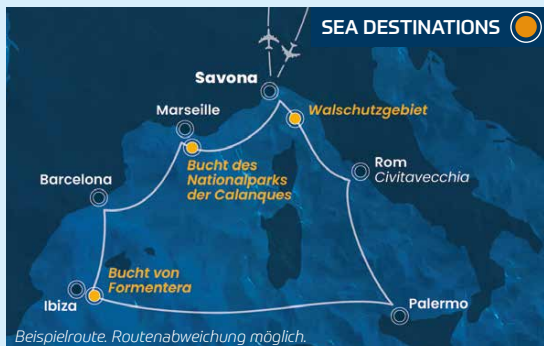 SEA DESTINATIONS
Savona
Marseille
Walschutzgebiet
Bucht des
Nationalparks
der Calanques
Rom
Civitavecchia
Barcelona
Bucht von
Formentera
Ibiza
Palermo
Beispielroute. Routenabweichung möglich.